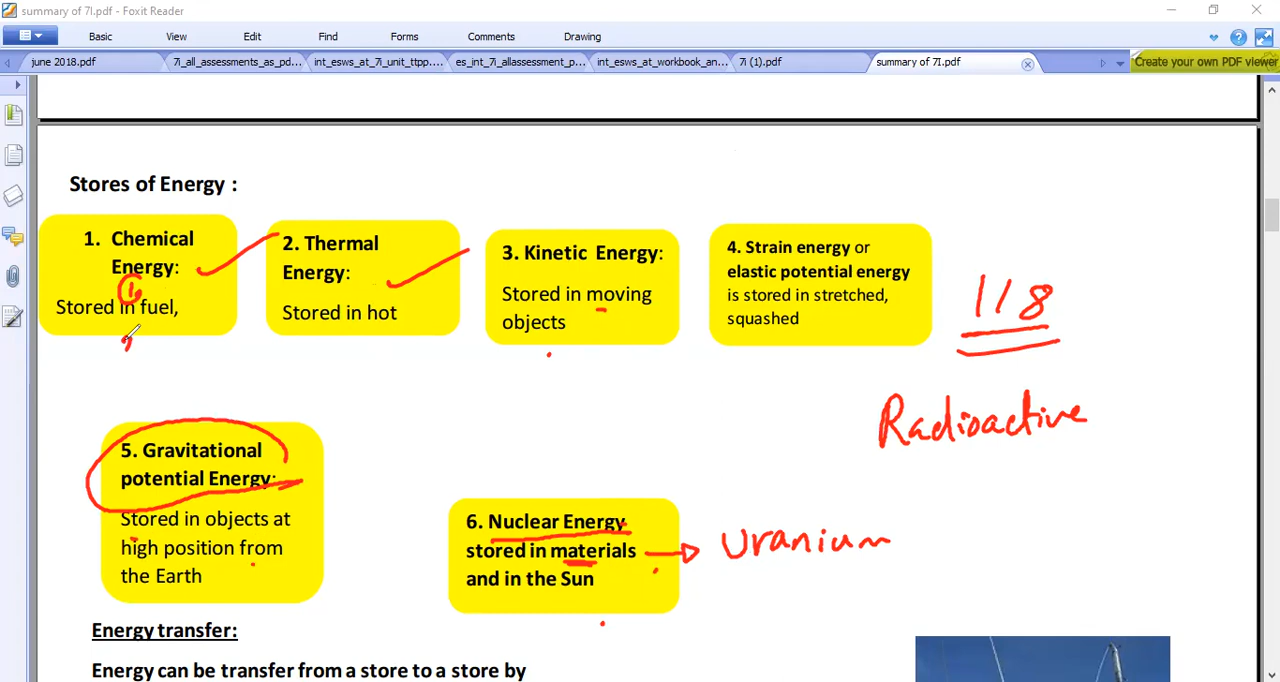 summary of 7I.pdf - Foxit Reader
Basic View Edit Find Forms Comments Drawing
june 2018.pdf 7i_all_assessments_as_pd... int_esws_at_7i_unit_ttpp.... es_int_7i_allassessment_p... int_esws_at_workbook_an... 7i (1).pdf summary of 7I.pdf Create your own PDF viewer
Stores of Energy :
1. Chemical
Energy:
Stored in fuel,
2. Thermal
Energy:
Stored in hot
3. Kinetic Energy:
Stored in moving
objects
4. Strain energy or
elastic potential energy
is stored in stretched,
squashed
118
Radioactive
5. Gravitational
potential Energy:
Stored in objects at
high position from
the Earth
6. Nuclear Energy
stored in materials
and in the Sun
Uranium
Energy transfer:
Energy can be transfer from a store to a store by